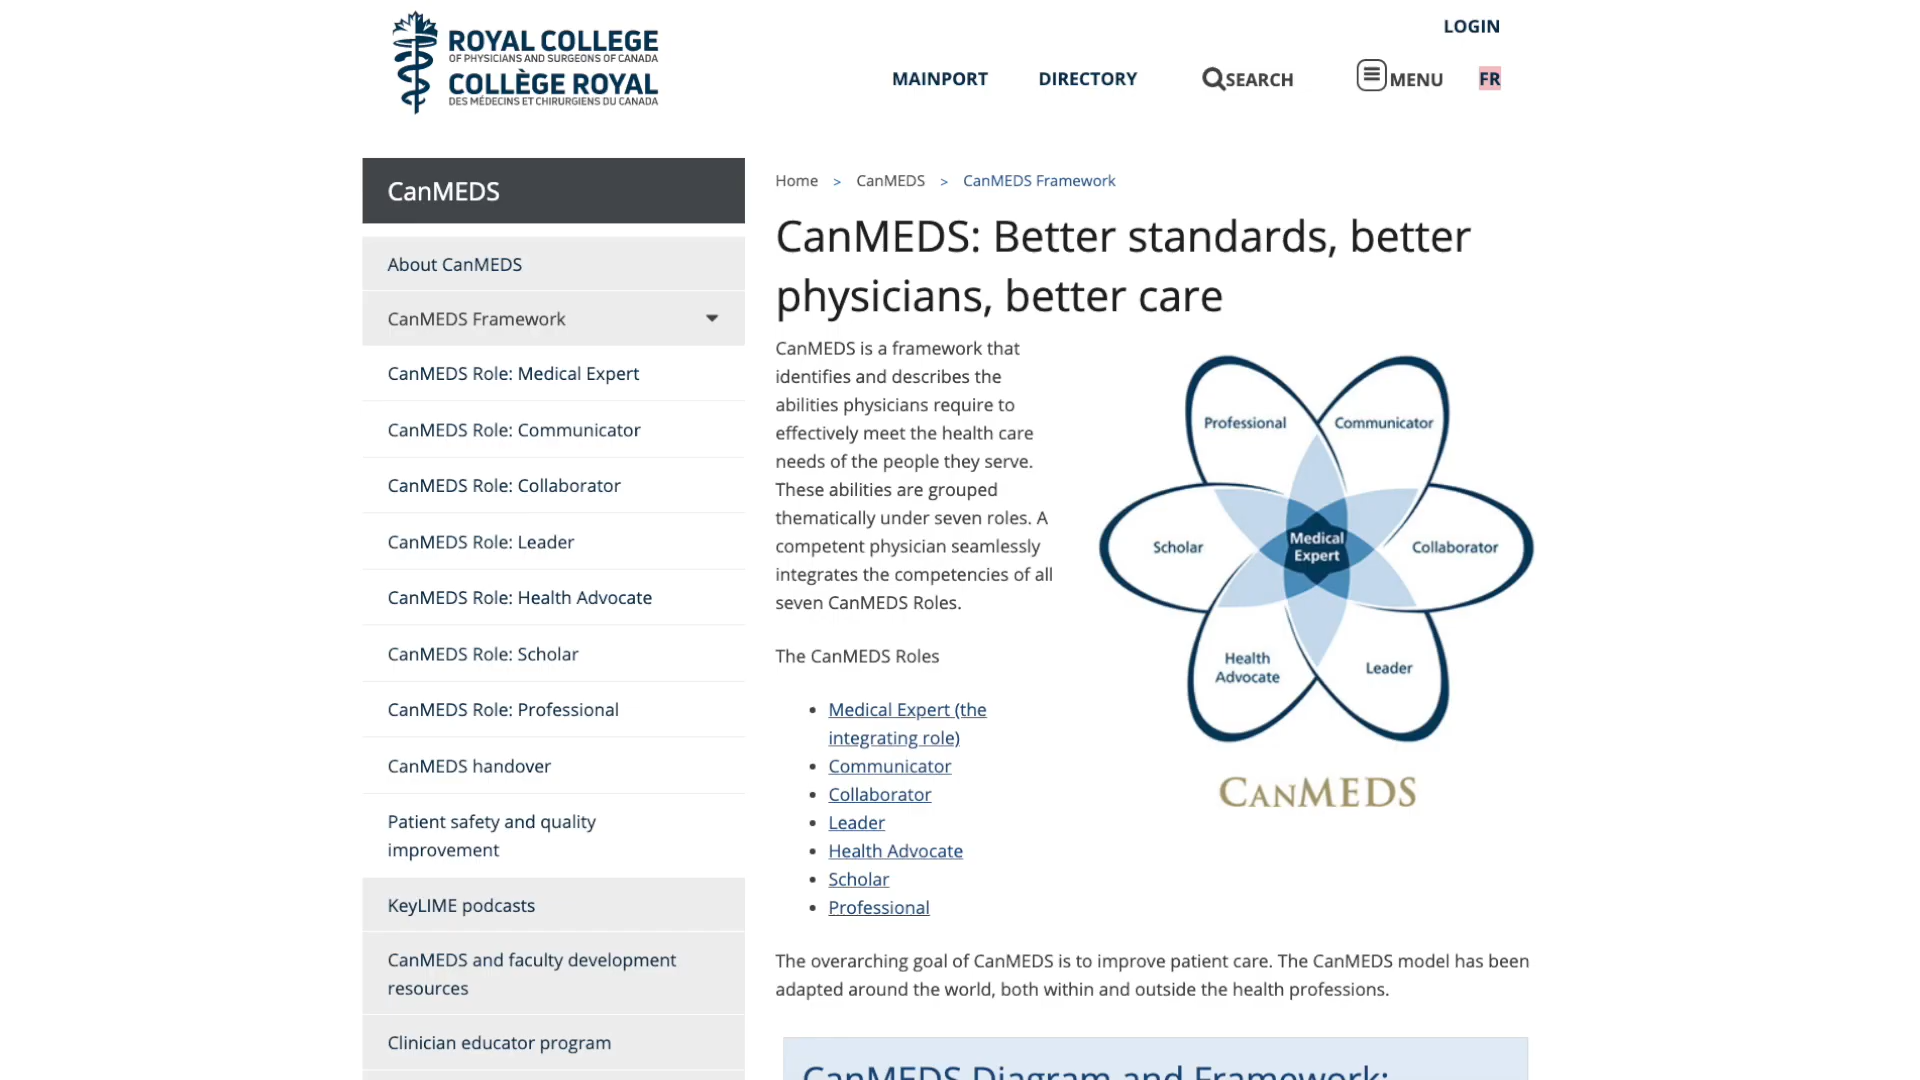 LOGIN
ROYAL COLLEGE
OF PHYSICIANS AND SURGEONS OF CANADA
COLLÈGE ROYAL
DES MÉDECINS ET CHIRURGIENS DU CANADA
MAINPORT
DIRECTORY
SEARCH
MENU
FR
CanMEDS
About CanMEDS
CanMEDS Framework
CanMEDS Role: Medical Expert
CanMEDS Role: Communicator
CanMEDS Role: Collaborator
CanMEDS Role: Leader
CanMEDS Role: Health Advocate
CanMEDS Role: Scholar
CanMEDS Role: Professional
CanMEDS handover
Patient safety and quality
improvement
KeyLIME podcasts
CanMEDS and faculty development
resources
Clinician educator program
Home > CanMEDS > CanMEDS Framework
CanMEDS: Better standards, better
physicians, better care
CanMEDS is a framework that
identifies and describes the
abilities physicians require to
effectively meet the health care
needs of the people they serve.
These abilities are grouped
thematically under seven roles. A
competent physician seamlessly
integrates the competencies of all
seven CanMEDS Roles.
The CanMEDS Roles
Medical Expert (the
integrating role)
Communicator
Collaborator
Leader
Health Advocate
Scholar
Professional
Professional
Communicator
Scholar
Medical
Expert
Collaborator
Health
Advocate
Leader
CANMEDS
The overarching goal of CanMEDS is to improve patient care. The CanMEDS model has been
adapted around the world, both within and outside the health professions.
CanMEDS Diagram and Framework: